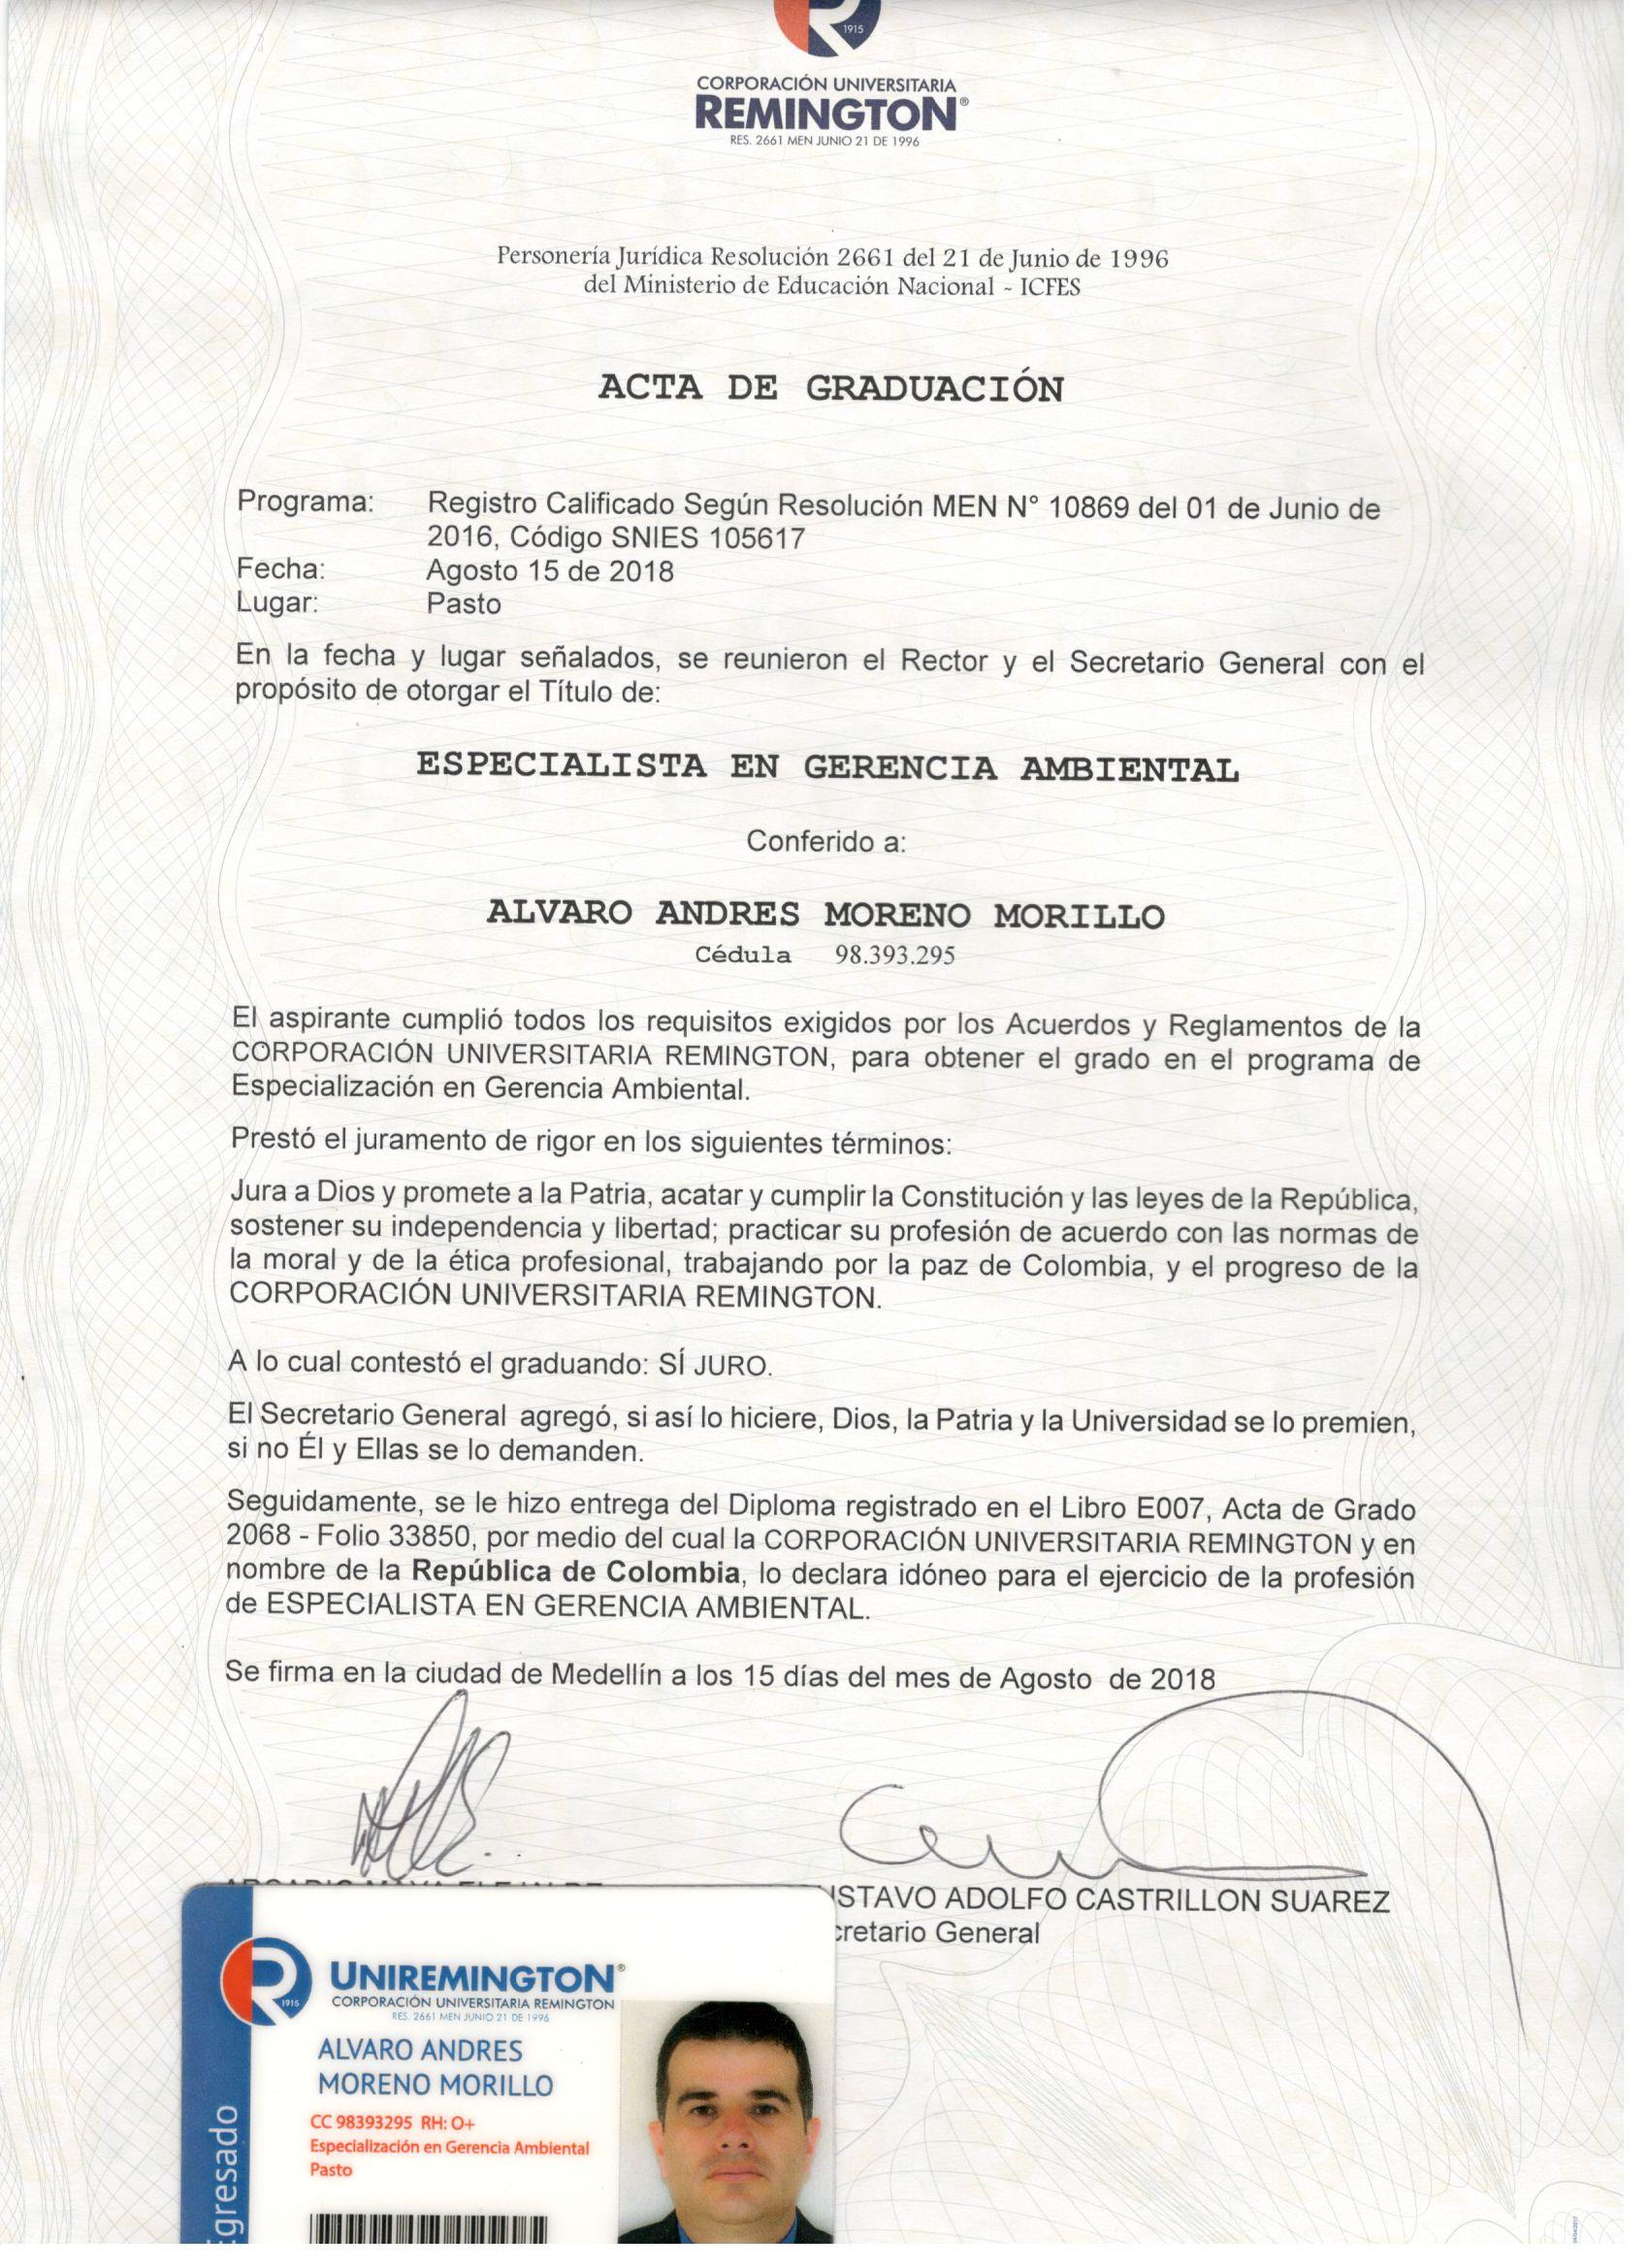 1915
CORPORACIÓN UNIVERSITARIA
REMINGTON®
RES. 2661 MEN JUNIO 21 DE 1996
Personería Jurídica Resolución 2661 del 21 de Junio de 1996
del Ministerio de Educación Nacional - ICFES
ACTA DE GRADUACIÓN
Programa: Registro Calificado Según Resolución MEN N° 10869 del 01 de Junio de
2016, Código SNIES 105617
Fecha: Agosto 15 de 2018
Lugar: Pasto
En la fecha y lugar señalados, se reunieron el Rector y el Secretario General con el
propósito de otorgar el Título de:
ESPECIALISTA EN GERENCIA AMBIENTAL
Conferido a:
ALVARO ANDRES MORENO MORILLO
Cédula 98.393.295
El aspirante cumplió todos los requisitos exigidos por los Acuerdos y Reglamentos de la
CORPORACIÓN UNIVERSITARIA REMINGTON, para obtener el grado en el programa de
Especialización en Gerencia Ambiental.
Prestó el juramento de rigor en los siguientes términos:
Jura a Dios y promete a la Patria, acatar y cumplir la Constitución y las leyes de la República,
sostener su independencia y libertad; practicar su profesión de acuerdo con las normas de
la moral y de la ética profesional, trabajando por la paz de Colombia, y el progreso de la
CORPORACIÓN UNIVERSITARIA REMINGTON.
A lo cual contestó el graduando: SÍ JURO.
El Secretario General agregó, si así lo hiciere, Dios, la Patria y la Universidad se lo premien,
si no Él y Ellas se lo demanden.
Seguidamente, se le hizo entrega del Diploma registrado en el Libro E007, Acta de Grado
2068 - Folio 33850, por medio del cual la CORPORACIÓN UNIVERSITARIA REMINGTON y en
nombre de la República de Colombia, lo declara idóneo para el ejercicio de la profesión
de ESPECIALISTA EN GERENCIA AMBIENTAL.
Se firma en la ciudad de Medellín a los 15 días del mes de Agosto de 2018
STAVO ADOLFO CASTRILLON SUAREZ
cretario General
1915
UNIREMINGTON®
CORPORACIÓN UNIVERSITARIA REMINGTON
RES. 2661 MEN JUNIO 21 DE 1996
ALVARO ANDRES
MORENO MORILLO
CC 98393295 RH: O+
Especialización en Gerencia Ambiental
Pasto
Egresado